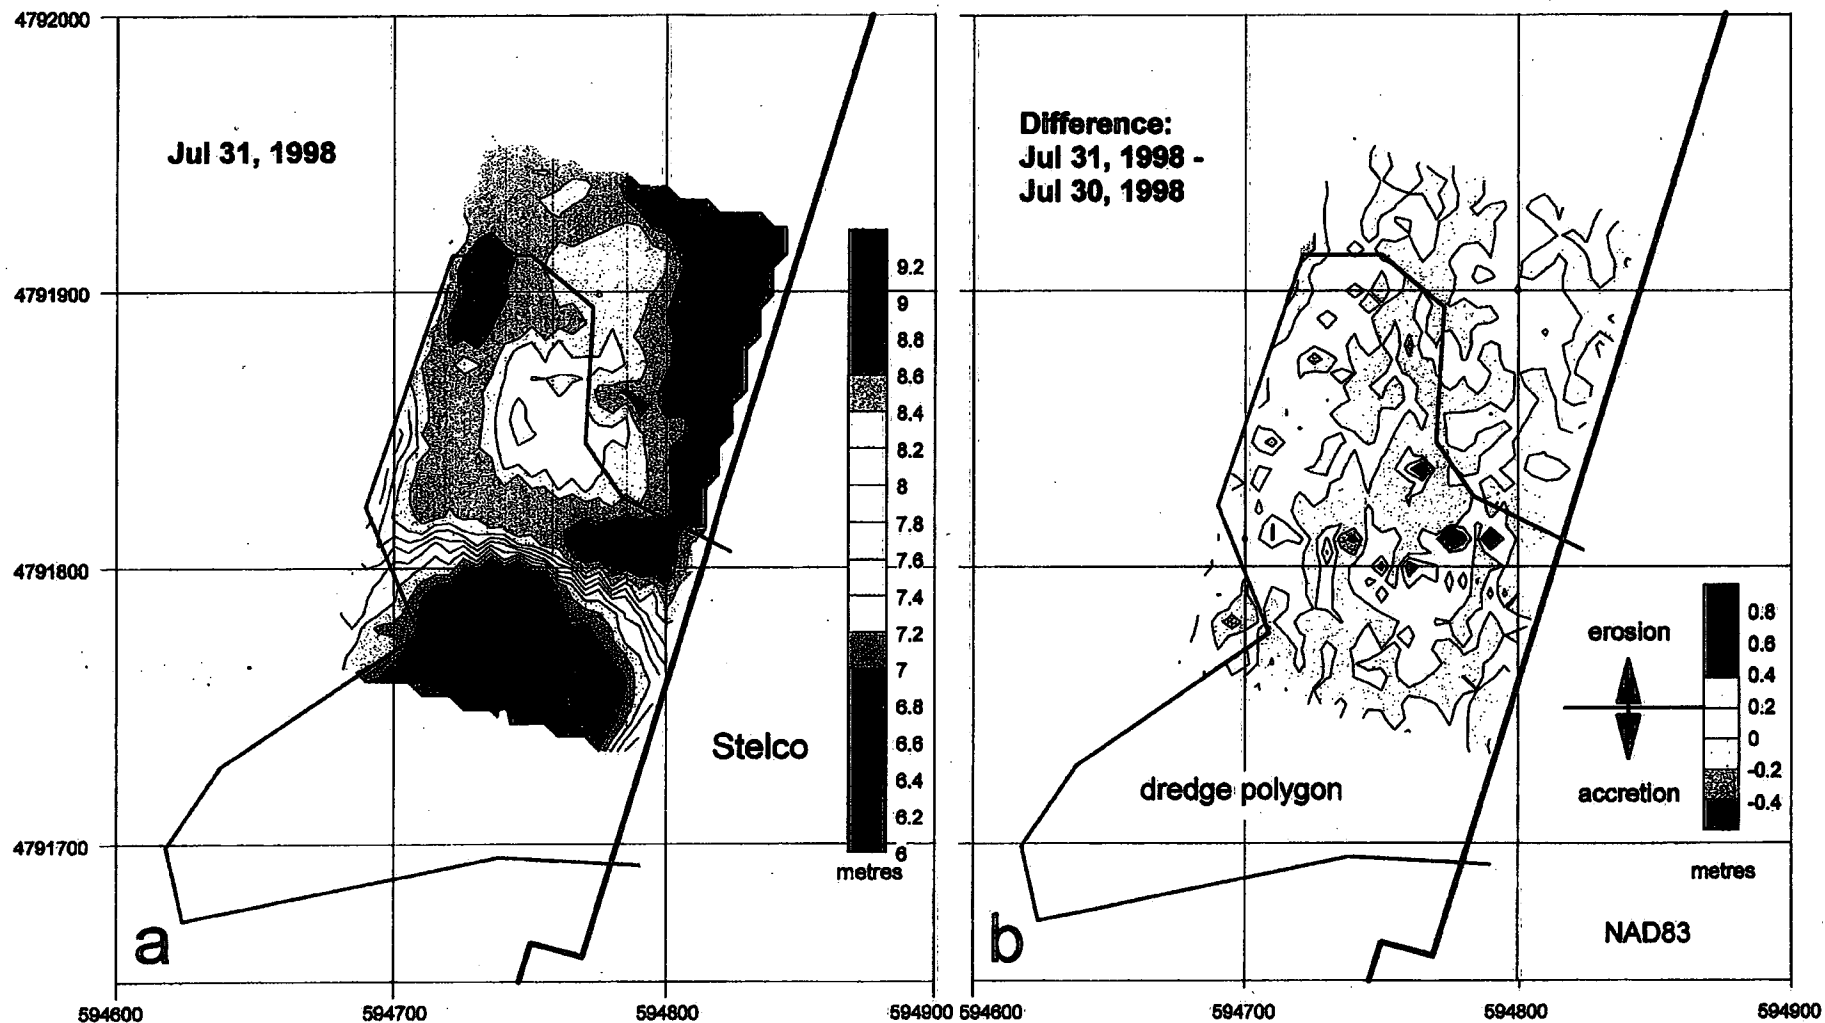 4792000
4791900
4791800
4791700
Jul 31, 1998
9.2
9
8.8
8.6
8.4
8.2
8
7.8
7.6
7.4
7.2
7
6.8
6.6
6.4
6.2
6
metres
Stelco
a
594600
594700
594800
594900
Difference:
Jul 31, 1998 -
Jul 30, 1998
erosion
accretion
0.8
0.6
0.4
0.2
0
-0.2
-0.4
metres
dredge polygon
NAD83
b
594600
594700
594800
594900